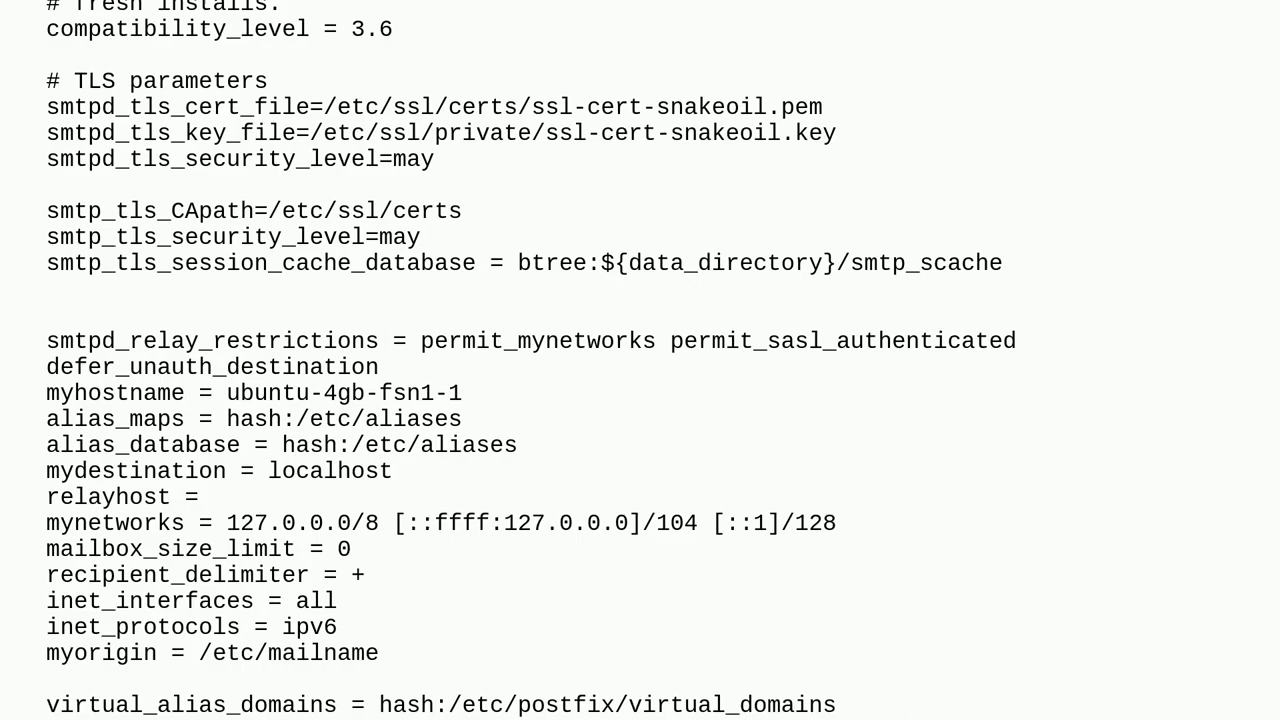 # fresh installs.
compatibility_level = 3.6
# TLS parameters
smtpd_tls_cert_file=/etc/ssl/certs/ssl-cert-snakeoil.pem
smtpd_tls_key_file=/etc/ssl/private/ssl-cert-snakeoil.key
smtpd_tls_security_level=may
smtp_tls_CApath=/etc/ssl/certs
smtp_tls_security_level=may
smtp_tls_session_cache_database = btree:${data_directory}/smtp_scache
smtpd_relay_restrictions = permit_mynetworks permit_sasl_authenticated
defer_unauth_destination
myhostname = ubuntu-4gb-fsn1-1
alias_maps = hash:/etc/aliases
alias_database = hash:/etc/aliases
mydestination = localhost
relayhost =
mynetworks = 127.0.0.0/8 [::ffff:127.0.0.0]/104 [::1]/128
mailbox_size_limit = 0
recipient_delimiter = +
inet_interfaces = all
inet_protocols = ipv6
myorigin = /etc/mailname
virtual_alias_domains = hash:/etc/postfix/virtual_domains